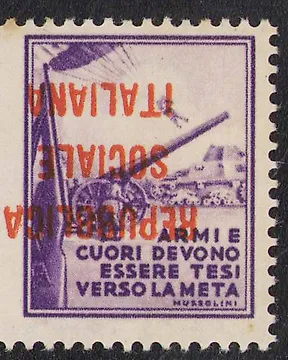 REPUBBLICA
SOCIALE
ITALIANA
ARMI E
CUORI DEVONO
ESSERE TESI
VERSO LA META
MUSSOLINI